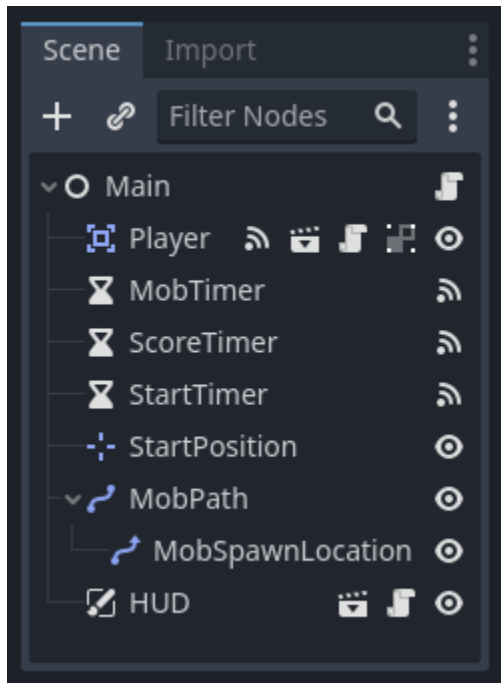 Scene Import
Filter Nodes
Main
Player
MobTimer
ScoreTimer
StartTimer
StartPosition
MobPath
MobSpawnLocation
HUD